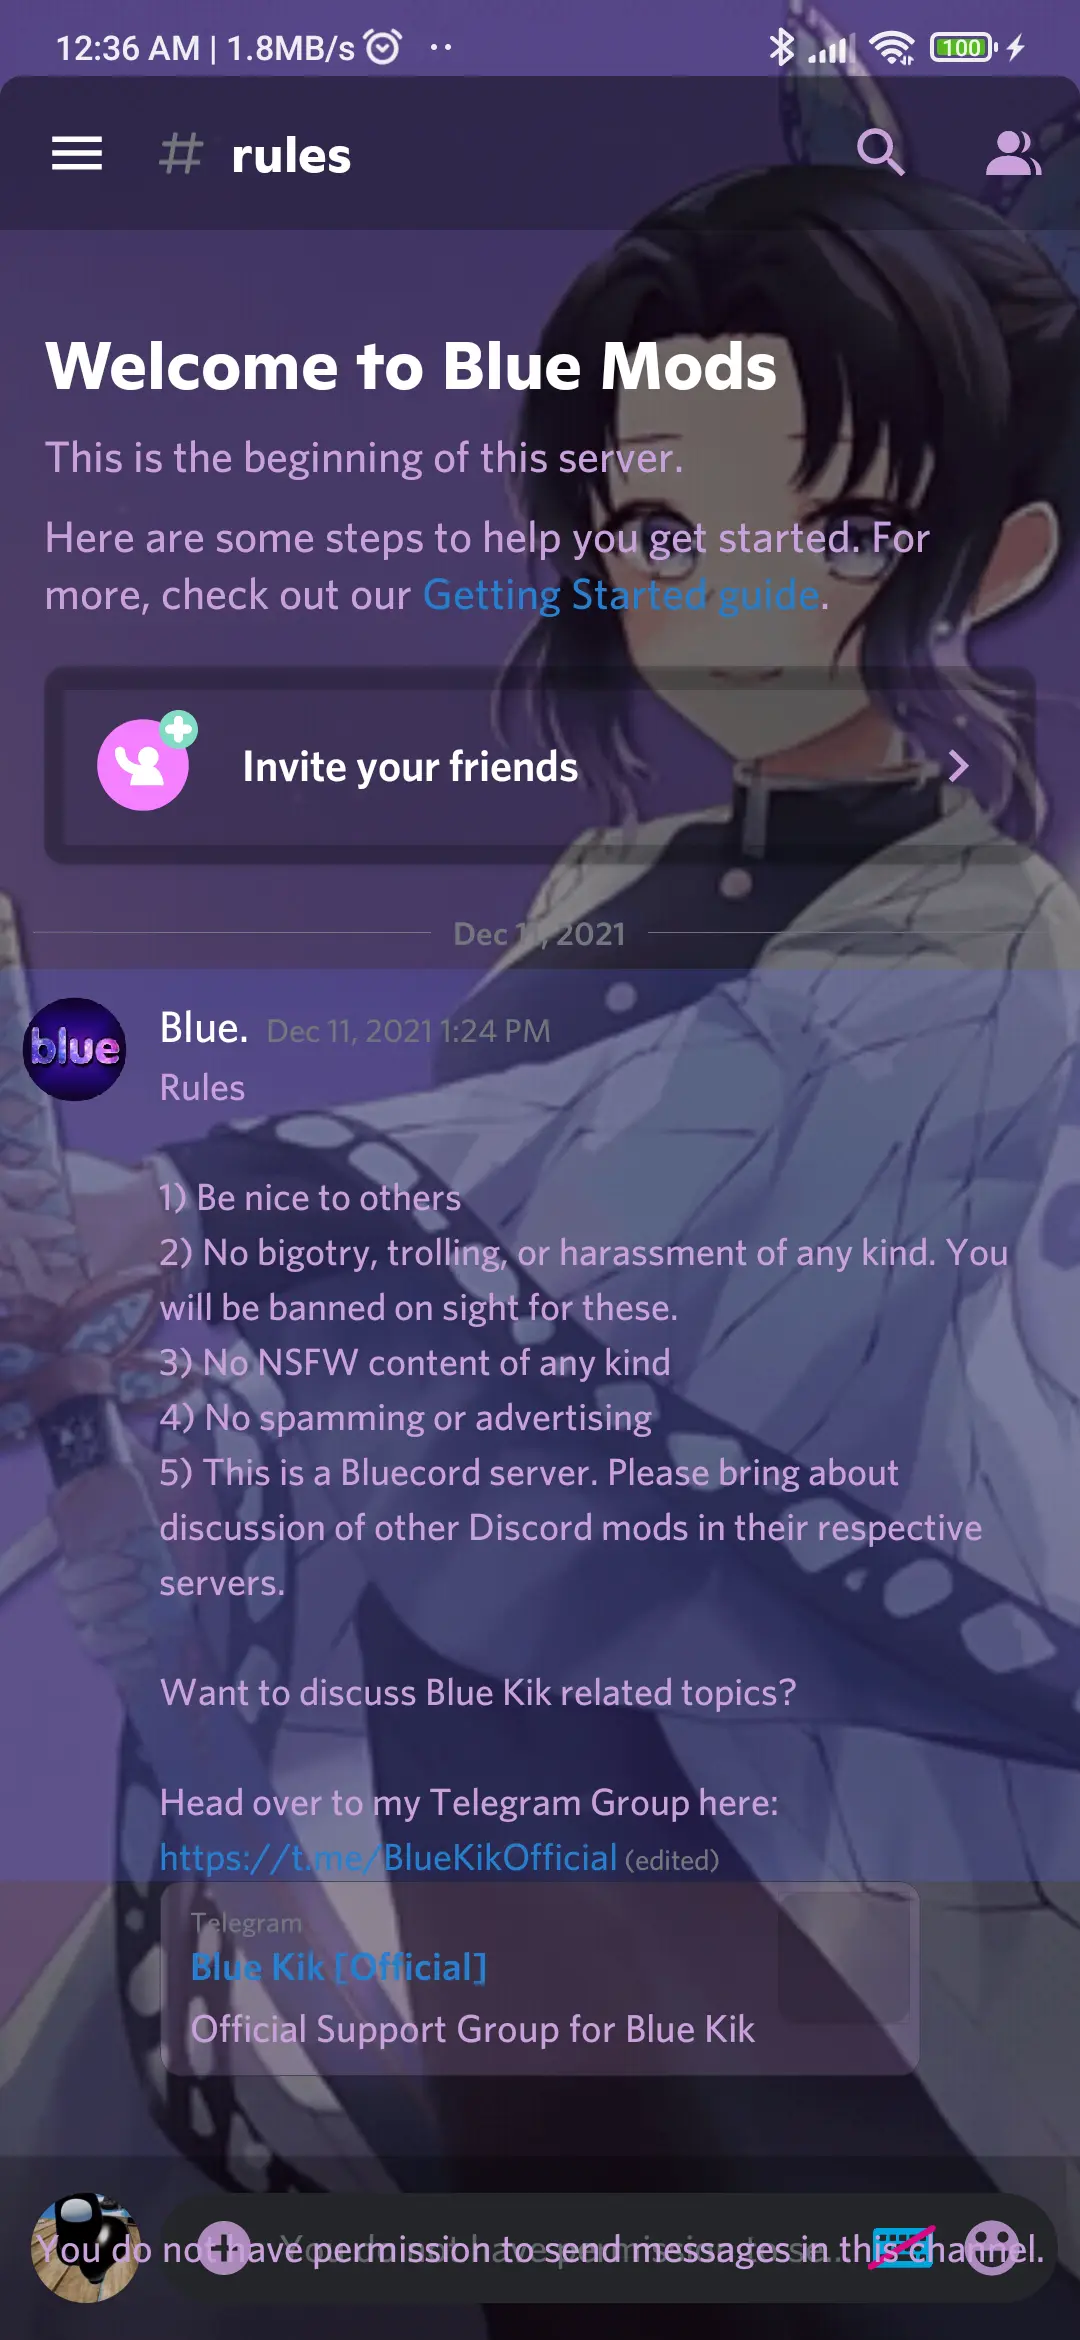 12:36 AM | 1.8MB/s
100
# rules
Welcome to Blue Mods
This is the beginning of this server.
Here are some steps to help you get started. For
more, check out our Getting Started guide.
Invite your friends
Dec 11, 2021
blue
Blue. Dec 11, 2021 1:24 PM
Rules
1) Be nice to others
2) No bigotry, trolling, or harassment of any kind. You
will be banned on sight for these.
3) No NSFW content of any kind
4) No spamming or advertising
5) This is a Bluecord server. Please bring about
discussion of other Discord mods in their respective
servers.
Want to discuss Blue Kik related topics?
Head over to my Telegram Group here:
https://t.me/BlueKikOfficial (edited)
Telegram
Blue Kik [Official]
Official Support Group for Blue Kik
You do not have permission to send messages in this channel.